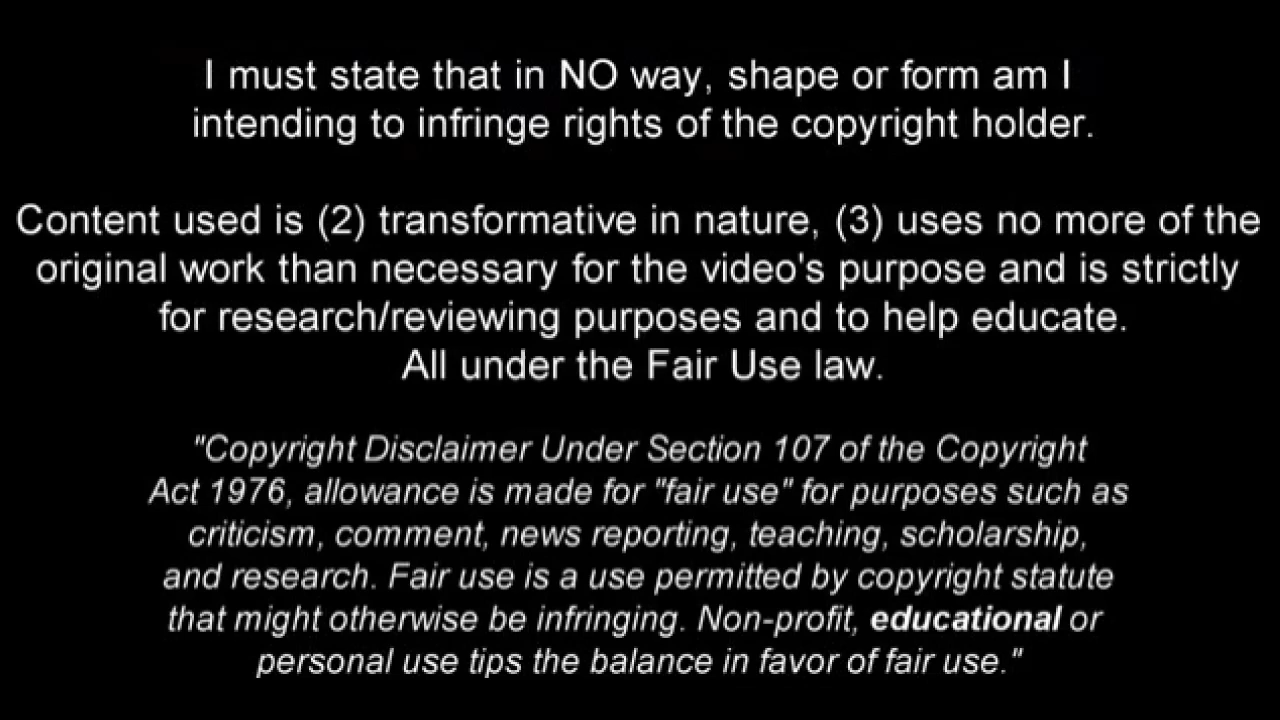 I must state that in NO way, shape or form am I
intending to infringe rights of the copyright holder.
Content used is (2) transformative in nature, (3) uses no more of the
original work than necessary for the video's purpose and is strictly
for research/reviewing purposes and to help educate.
All under the Fair Use law.
"Copyright Disclaimer Under Section 107 of the Copyright
Act 1976, allowance is made for "fair use" for purposes such as
criticism, comment, news reporting, teaching, scholarship,
and research. Fair use is a use permitted by copyright statute
that might otherwise be infringing. Non-profit, educational or
personal use tips the balance in favor of fair use."